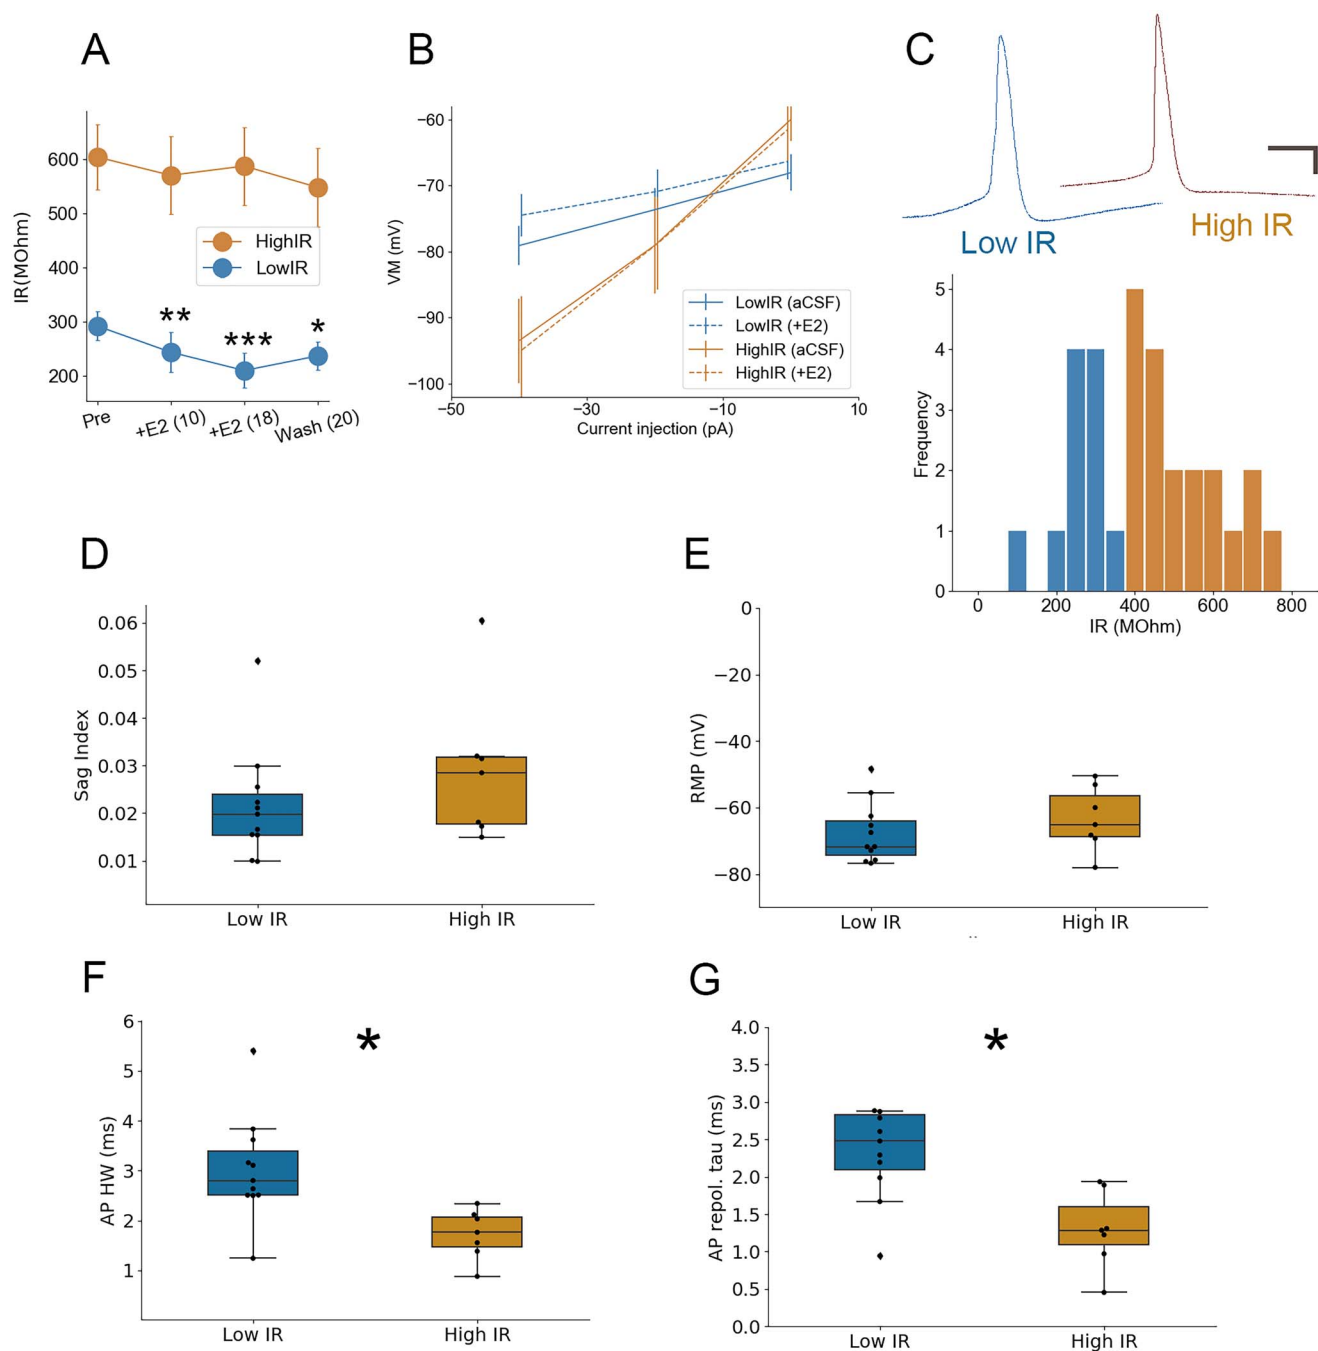 A
IR(MOhm)
600
500
400
300
200
HighIR
LowIR
**
***
*
Pre
+E2 (10)
+E2 (18)
Wash (20)
B
VM (mV)
−60
−70
−80
−90
−100
LowIR (aCSF)
LowIR (+E2)
HighIR (aCSF)
HighIR (+E2)
−50
−30
−10
10
Current injection (pA)
C
Low IR
High IR
Frequency
5
4
3
2
1
0
0
200
400
600
800
IR (MOhm)
D
Sag Index
0.06
0.05
0.04
0.03
0.02
0.01
Low IR
High IR
E
RMP (mV)
0
−20
−40
−60
−80
Low IR
High IR
F
AP HW (ms)
6
5
4
3
2
1
*
Low IR
High IR
G
AP repol. tau (ms)
4.0
3.5
3.0
2.5
2.0
1.5
1.0
0.5
0.0
*
Low IR
High IR